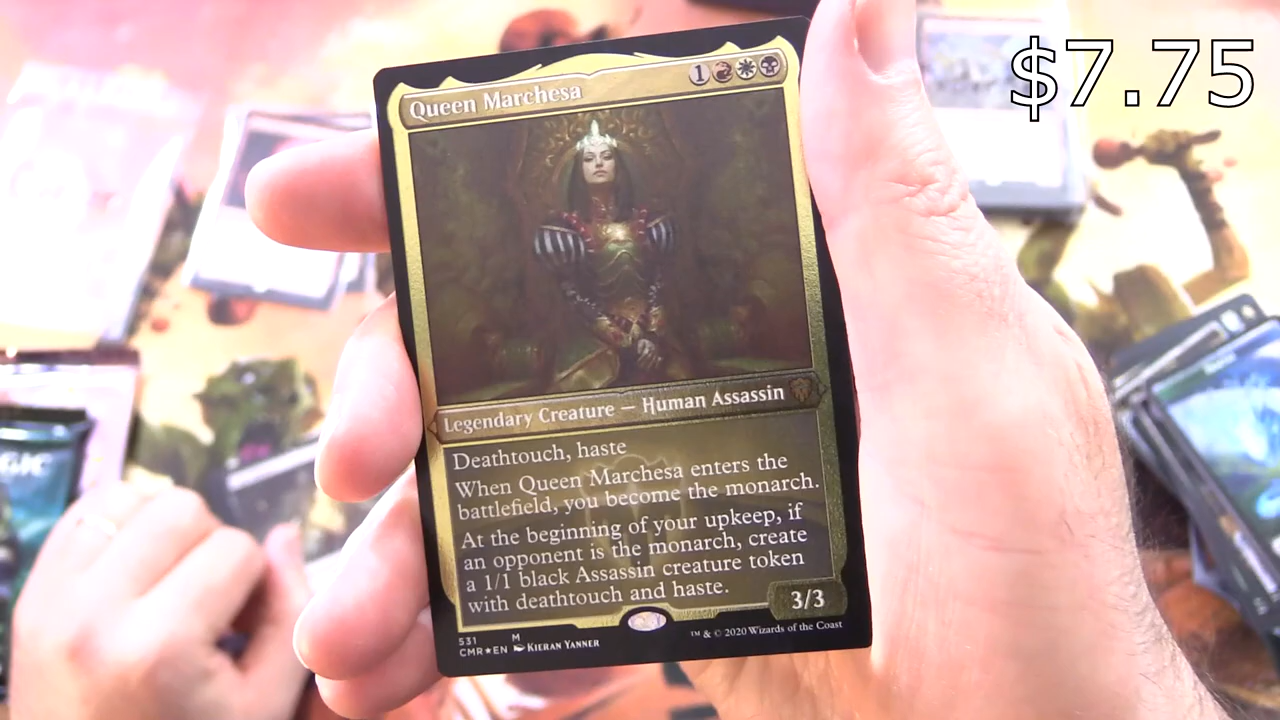 $7.75
Queen Marchesa
1
Legendary Creature — Human Assassin
Deathtouch, haste
When Queen Marchesa enters the
battlefield, you become the monarch.
At the beginning of your upkeep, if
an opponent is the monarch, create
a 1/1 black Assassin creature token
with deathtouch and haste.
3/3
531 M
CMR★EN Kieran Yanner
™ & © 2020 Wizards of the Coast